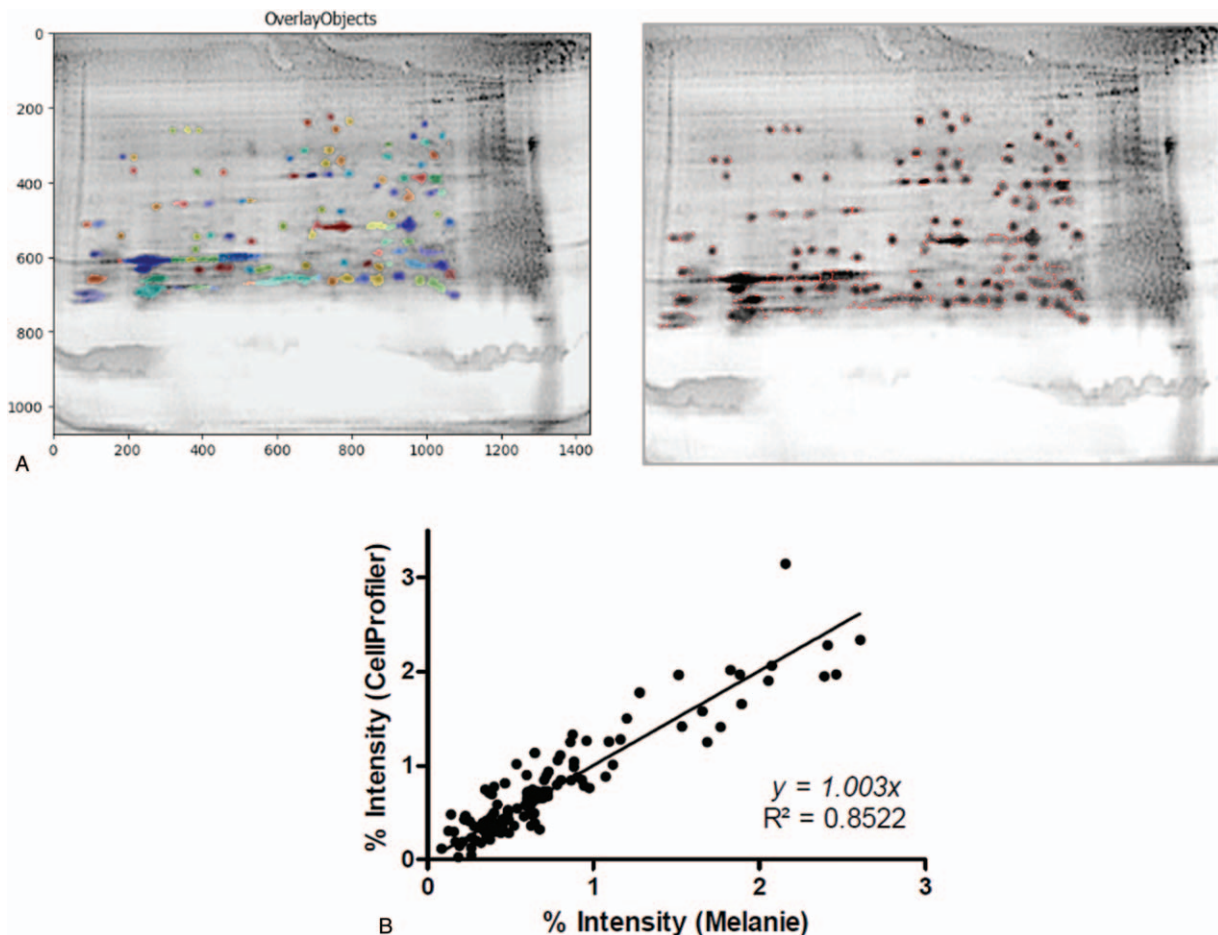 OverlayObjects
0
200
400
600
800
1000
0 200 400 600 800 1000 1200 1400
A
% Intensity (CellProfiler)
3
2
1
0
y = 1.003x
R² = 0.8522
0 1 2 3
% Intensity (Melanie)
B